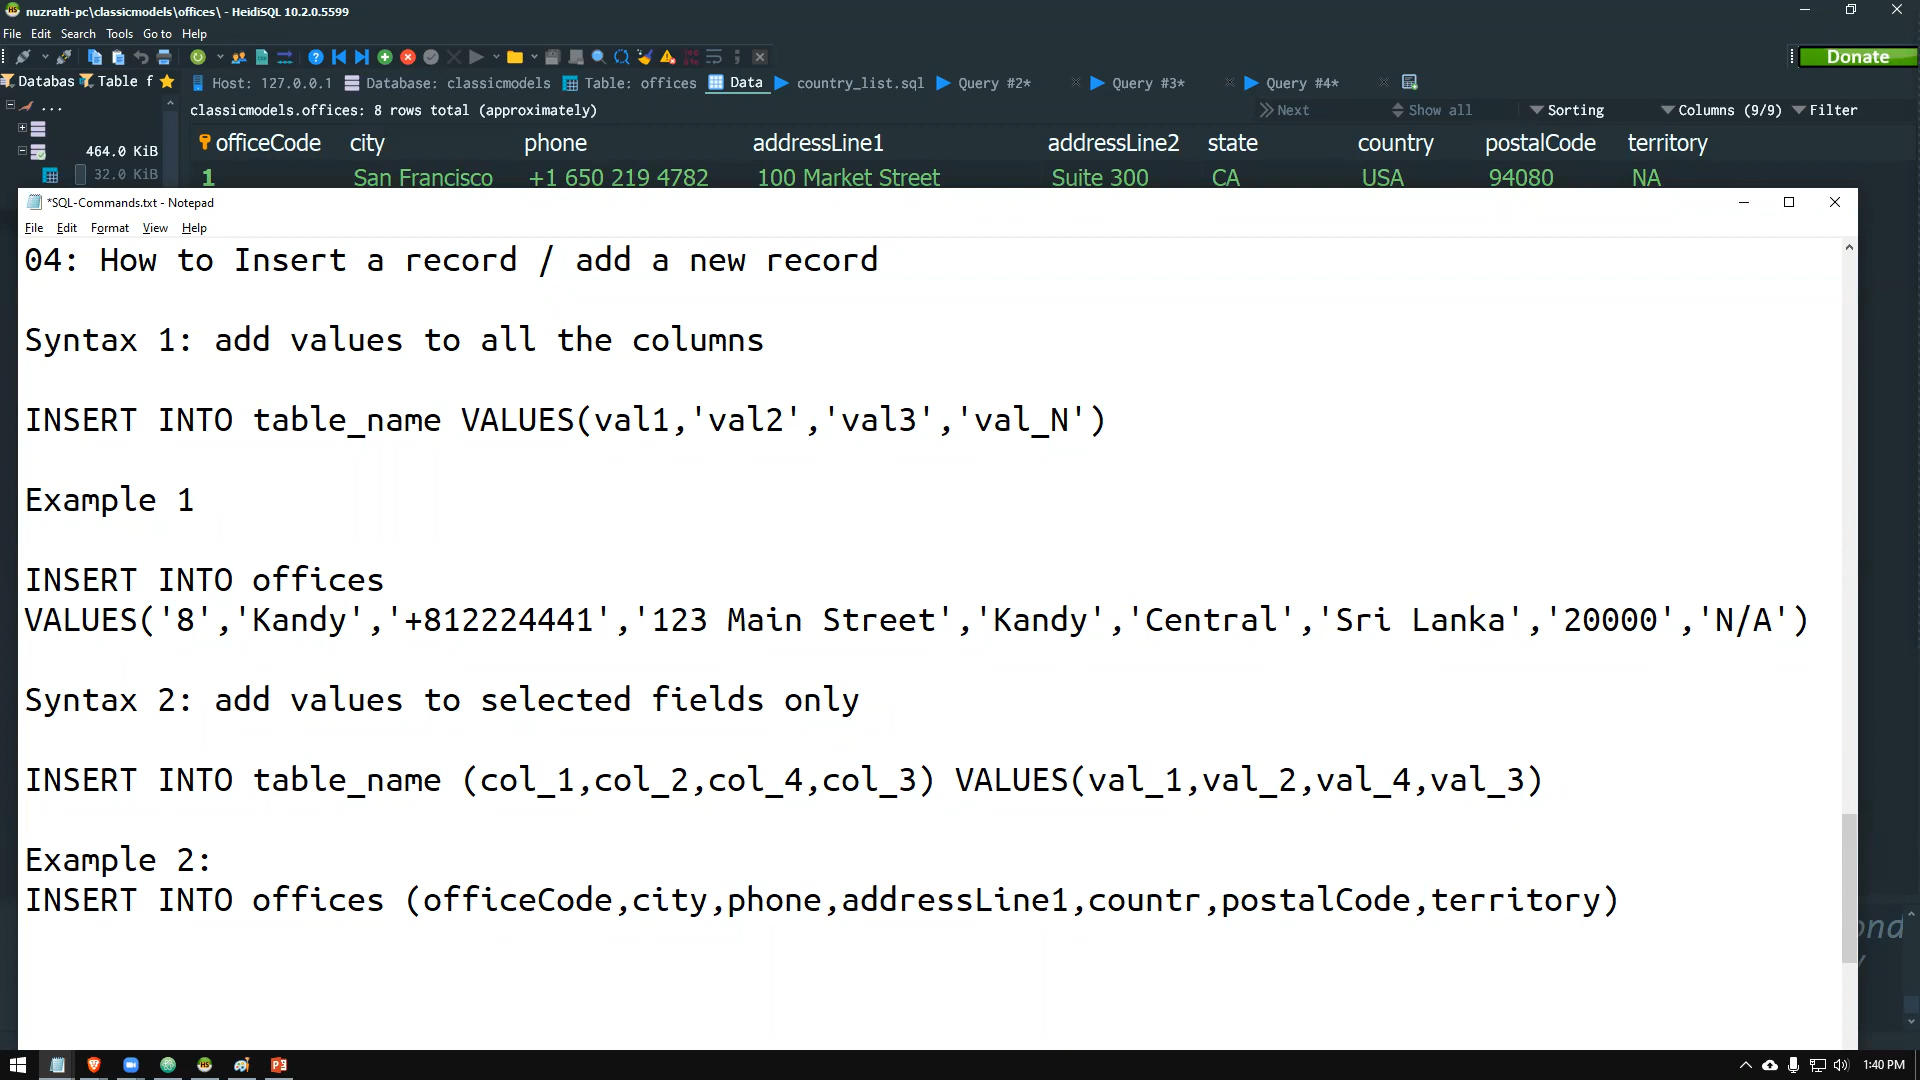 nuzrath-pc\classicmodels\offices\ - HeidiSQL 10.2.0.5599
File Edit Search Tools Go to Help
Donate
Databas Table f Host: 127.0.0.1 Database: classicmodels Table: offices Data country_list.sql Query #2* Query #3* Query #4*
... classicmodels.offices: 8 rows total (approximately) Next Show all Sorting Columns (9/9) Filter
officeCode city phone addressLine1 addressLine2 state country postalCode territory
464.0 KiB
32.0 KiB 1 San Francisco +1 650 219 4782 100 Market Street Suite 300 CA USA 94080 NA
*SQL-Commands.txt - Notepad
File Edit Format View Help
04: How to Insert a record / add a new record
Syntax 1: add values to all the columns
INSERT INTO table_name VALUES(val1,'val2','val3','val_N')
Example 1
INSERT INTO offices
VALUES('8','Kandy','+812224441','123 Main Street','Kandy','Central','Sri Lanka','20000','N/A')
Syntax 2: add values to selected fields only
INSERT INTO table_name (col_1,col_2,col_4,col_3) VALUES(val_1,val_2,val_4,val_3)
Example 2:
INSERT INTO offices (officeCode,city,phone,addressLine1,countr,postalCode,territory)
1:40 PM